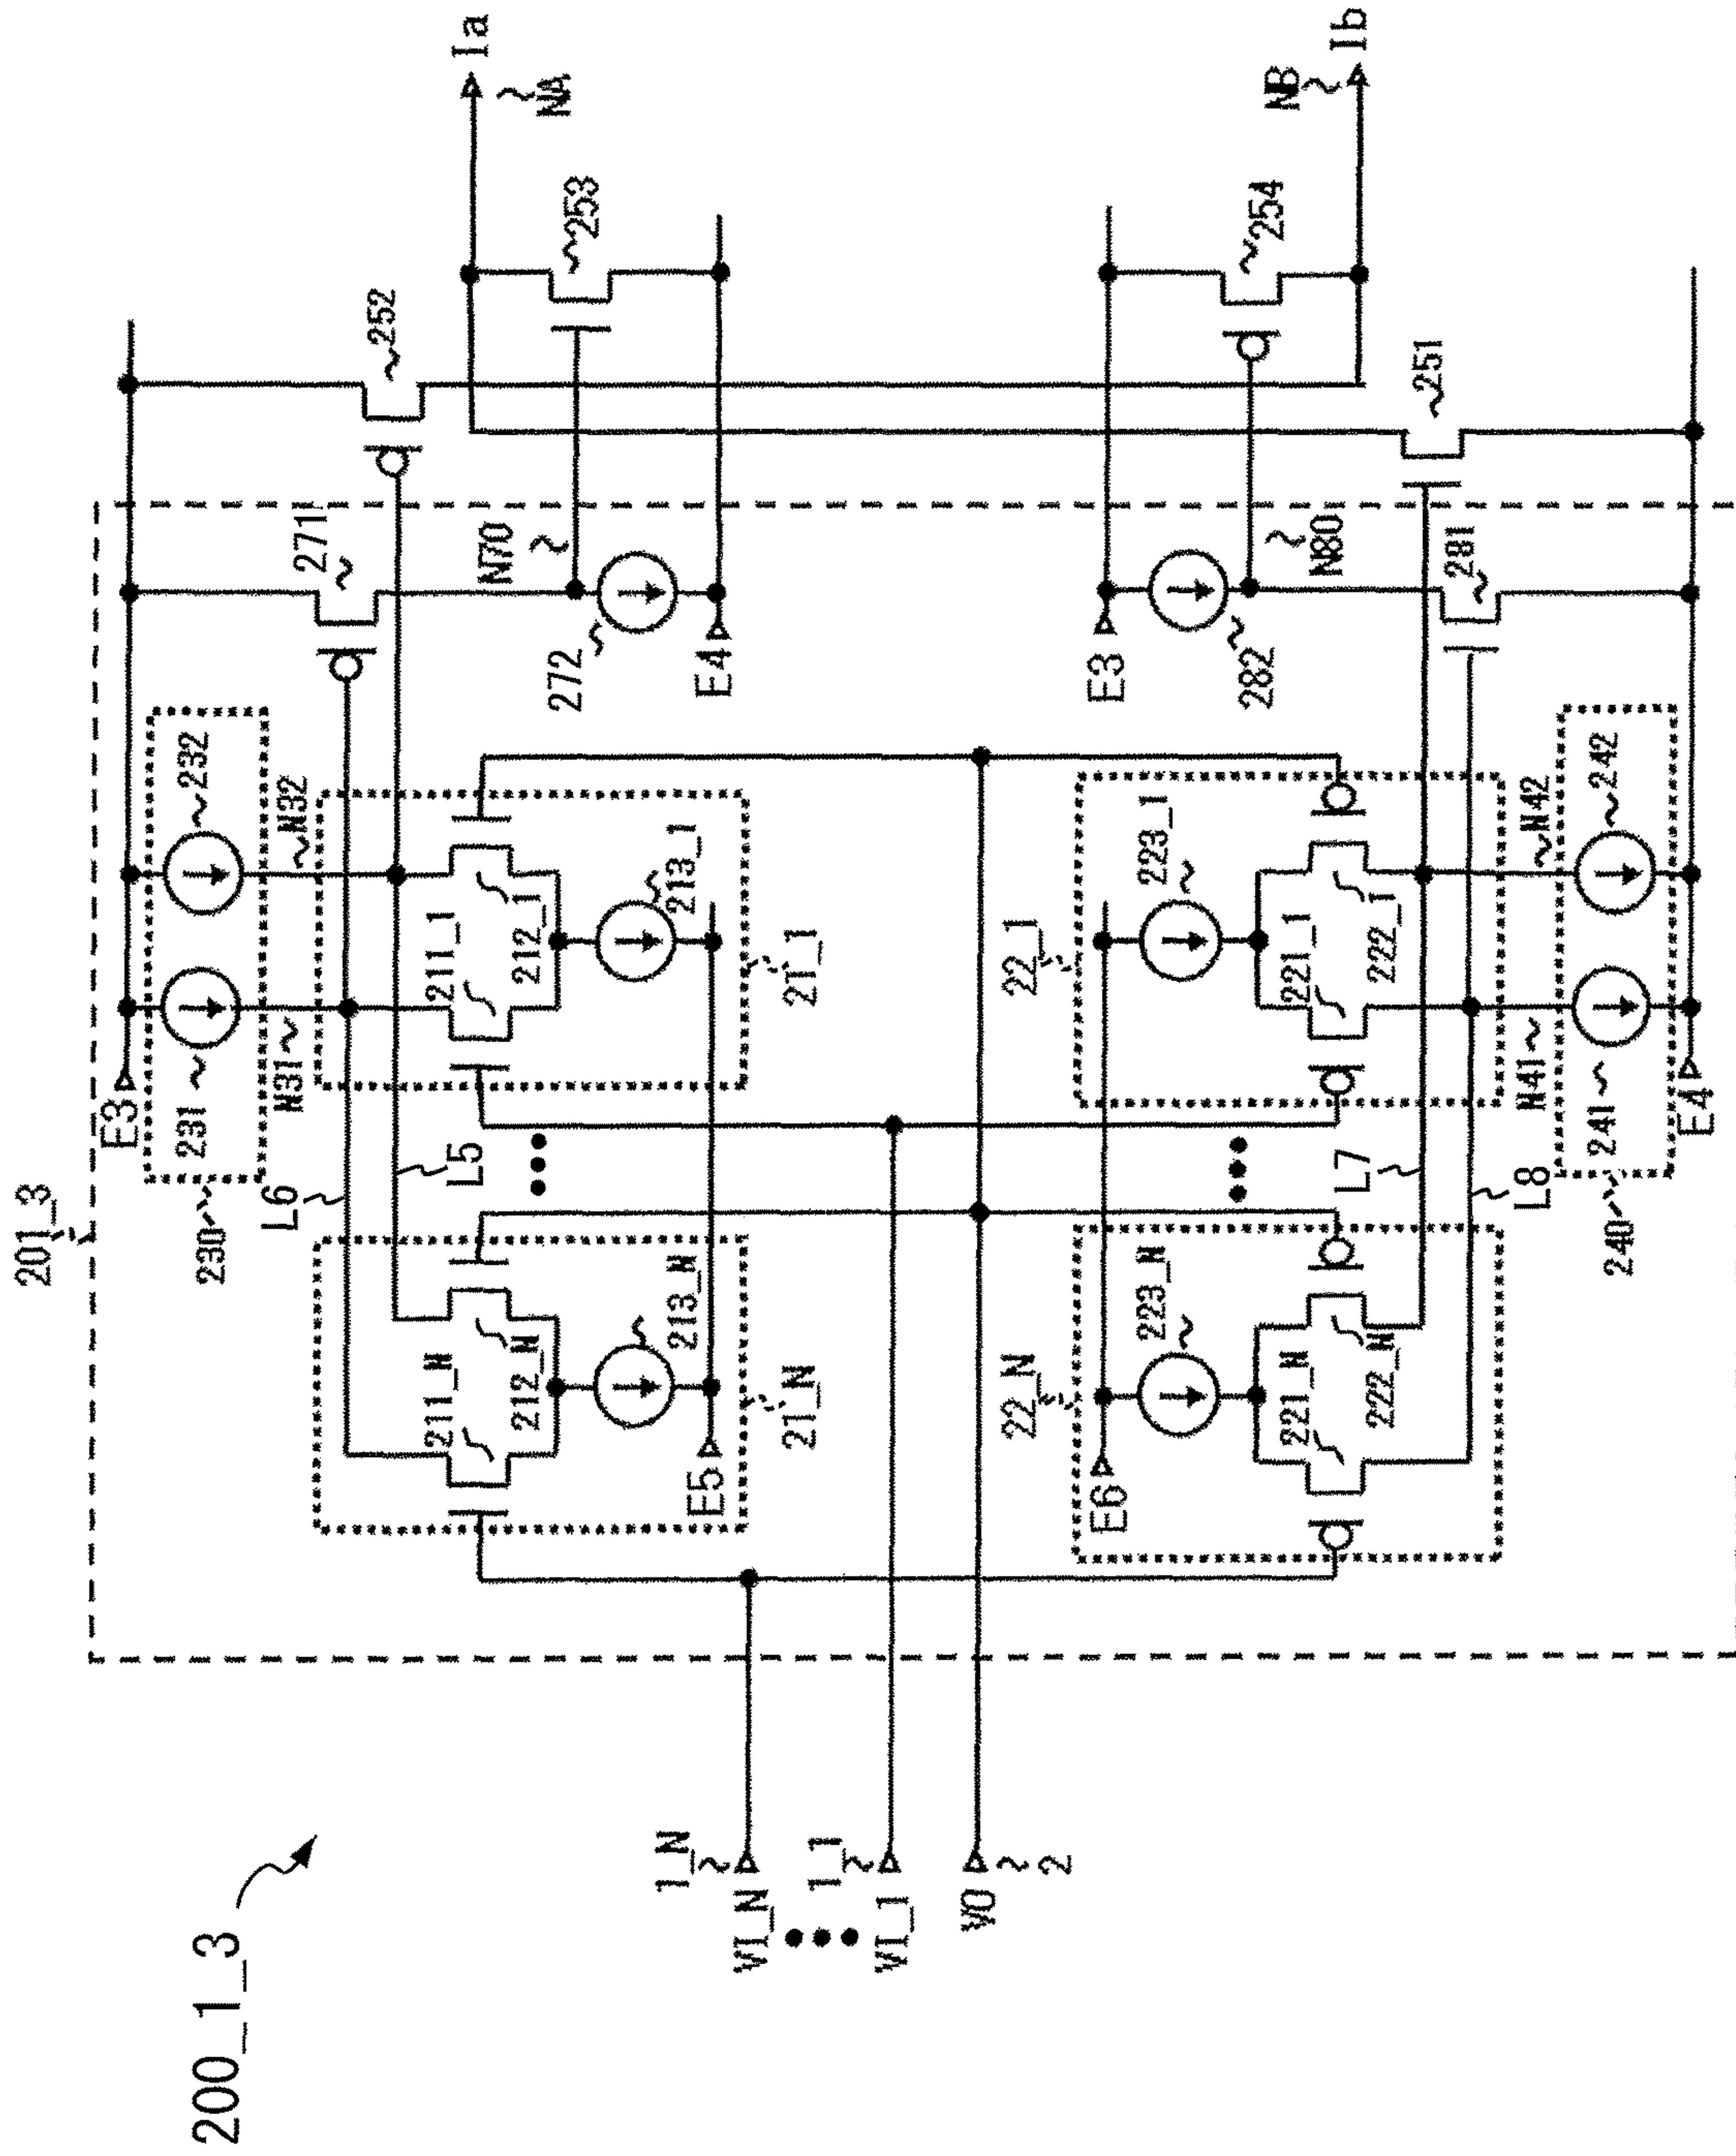 200_1_3
201_3
E3
230
231
232
N31
N32
L6
L5
271
252
Ia
NA
N70
253
272
E4
211_N
212_N
213_N
21_N
E5
211_1
212_1
213_1
21_1
VI_N
1_N
VI_1
1_1
VO
2
22_N
E6
223_N
221_N
222_N
22_1
223_1
221_1
222_1
E3
282
N80
254
NB
Ib
251
281
L7
L8
N41
N42
240
241
242
E4